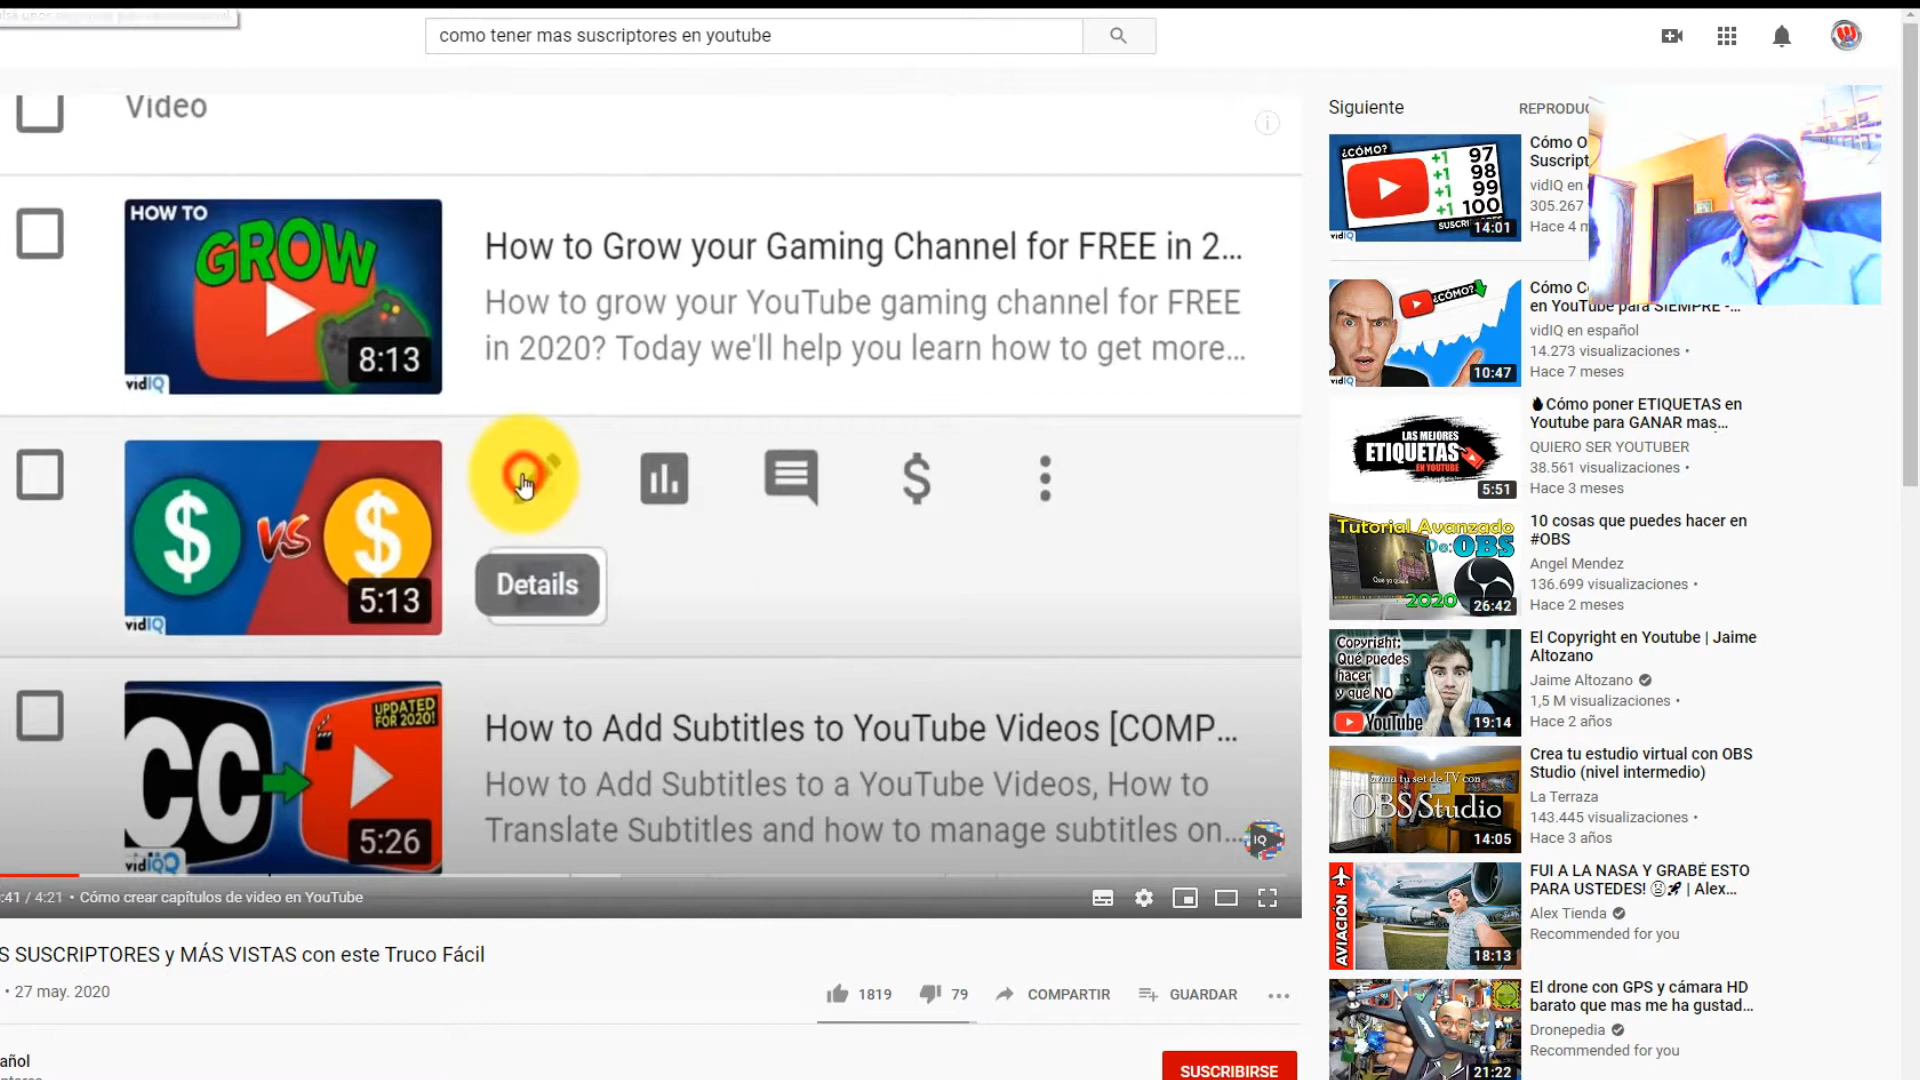 como tener mas suscriptores en youtube
Video
HOW TO
GROW
8:13
vidIQ
How to Grow your Gaming Channel for FREE in 2...
How to grow your YouTube gaming channel for FREE
in 2020? Today we'll help you learn how to get more...
$ VS $
5:13
vidIQ
$
Details
UPDATED
FOR 2020!
CC
5:26
vidIQ
How to Add Subtitles to YouTube Videos [COMP...
How to Add Subtitles to a YouTube Videos, How to
Translate Subtitles and how to manage subtitles on...
IQ
:41 / 4:21 • Cómo crear capítulos de video en YouTube
S SUSCRIPTORES y MÁS VISTAS con este Truco Fácil
• 27 may. 2020
1819
79
COMPARTIR
GUARDAR
añol
SUSCRIBIRSE
Siguiente
REPRODUC
¿CÓMO?
+1 97
+1 98
+1 99
+1 100
14:01
vidIQ
Cómo O
Suscript
vidIQ en
305.267
Hace 4 m
¿CÓMO?
10:47
vidIQ
Cómo C
en YouTube para SIEMPRE -...
vidIQ en español
14.273 visualizaciones •
Hace 7 meses
LAS MEJORES
ETIQUETAS
EN YOUTUBE
5:51
Cómo poner ETIQUETAS en
Youtube para GANAR mas...
QUIERO SER YOUTUBER
38.561 visualizaciones •
Hace 3 meses
Tutorial Avanzado
De: OBS
2020
26:42
10 cosas que puedes hacer en
#OBS
Angel Mendez
136.699 visualizaciones •
Hace 2 meses
Copyright:
Qué puedes
hacer
y qué NO
YouTube
19:14
El Copyright en Youtube | Jaime
Altozano
Jaime Altozano
1,5 M visualizaciones •
Hace 2 años
Arma tu set de TV con
OBS/Studio
14:05
Crea tu estudio virtual con OBS
Studio (nivel intermedio)
La Terraza
143.445 visualizaciones •
Hace 3 años
AVIACIÓN
18:13
FUI A LA NASA Y GRABÉ ESTO
PARA USTEDES! | Alex...
Alex Tienda
Recommended for you
21:22
El drone con GPS y cámara HD
barato que mas me ha gustad...
Dronepedia
Recommended for you